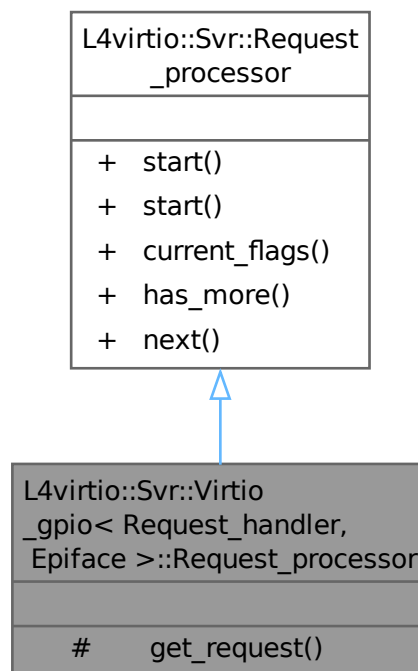 L4virtio::Svr::Request
_processor
+ start()
+ start()
+ current_flags()
+ has_more()
+ next()
L4virtio::Svr::Virtio
_gpio< Request_handler,
Epiface >::Request_processor
# get_request()